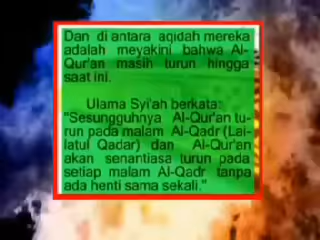 Dan di antara aqidah mereka
adalah meyakini bahwa Al-
Qur'an masih turun hingga
saat ini.
Ulama Syi'ah berkata:
"Sesungguhnya Al-Qur'an tu-
run pada malam Al-Qadr (Lai-
latul Qadar) dan Al-Qur'an
akan senantiasa turun pada
setiap malam Al-Qadr tanpa
ada henti sama sekali."